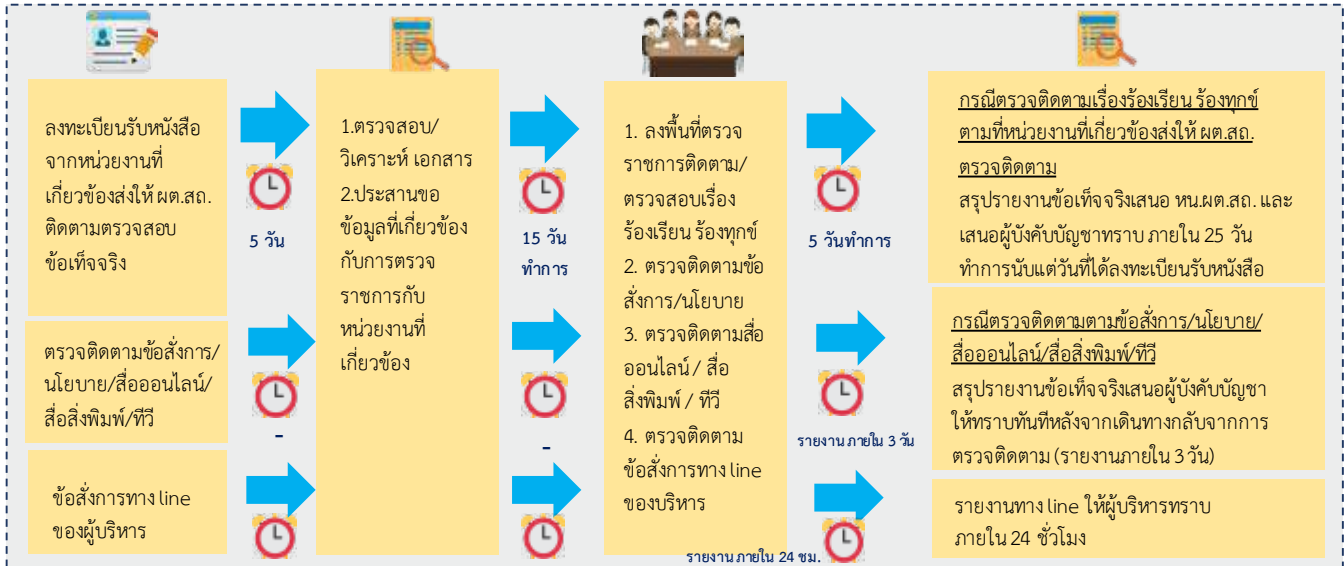 ลงทะเบียนรับหนังสือ
จากหน่วยงานที่
เกี่ยวข้องส่งให้ ผต.สถ.
ติดตามตรวจสอบ
ข้อเท็จจริง
5 วัน
1.ตรวจสอบ/
วิเคราะห์ เอกสาร
2.ประสานขอ
ข้อมูลที่เกี่ยวข้อง
กับการตรวจ
ราชการกับ
หน่วยงานที่
เกี่ยวข้อง
15 วัน
ทำการ
1. ลงพื้นที่ตรวจ
ราชการติดตาม/
ตรวจสอบเรื่อง
ร้องเรียน ร้องทุกข์
2. ตรวจติดตามข้อ
สั่งการ/นโยบาย
3. ตรวจติดตามสื่อ
ออนไลน์ / สื่อ
สิ่งพิมพ์ / ทีวี
4. ตรวจติดตาม
ข้อสั่งการทาง line
ของบริหาร
5 วันทำการ
กรณีตรวจติดตามเรื่องร้องเรียน ร้องทุกข์
ตามที่หน่วยงานที่เกี่ยวข้องส่งให้ ผต.สถ.
ตรวจติดตาม
สรุปรายงานข้อเท็จจริงเสนอ หน.ผต.สถ. และ
เสนอผู้บังคับบัญชาทราบ ภายใน 25 วัน
ทำการนับแต่วันที่ได้ลงทะเบียนรับหนังสือ
ตรวจติดตามข้อสั่งการ/
นโยบาย/สื่อออนไลน์/
สื่อสิ่งพิมพ์/ทีวี
-
-
รายงาน ภายใน 3 วัน
กรณีตรวจติดตามตามข้อสั่งการ/นโยบาย/
สื่อออนไลน์/สื่อสิ่งพิมพ์/ทีวี
สรุปรายงานข้อเท็จจริงเสนอผู้บังคับบัญชา
ให้ทราบทันทีหลังจากเดินทางกลับจากการ
ตรวจติดตาม (รายงานภายใน 3 วัน)
ข้อสั่งการทาง line
ของผู้บริหาร
รายงาน ภายใน 24 ชม.
รายงานทาง line ให้ผู้บริหารทราบ
ภายใน 24 ชั่วโมง